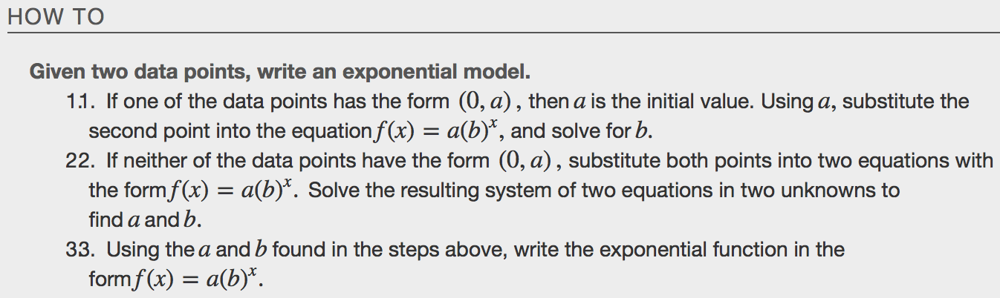 HOW TO
Given two data points, write an exponential model.
1.1. If one of the data points has the form (0, a), then a is the initial value. Using a, substitute the
second point into the equation f(x) = a(b)ˣ, and solve for b.
22. If neither of the data points have the form (0, a), substitute both points into two equations with
the form f(x) = a(b)ˣ. Solve the resulting system of two equations in two unknowns to
find a and b.
33. Using the a and b found in the steps above, write the exponential function in the
form f(x) = a(b)ˣ.